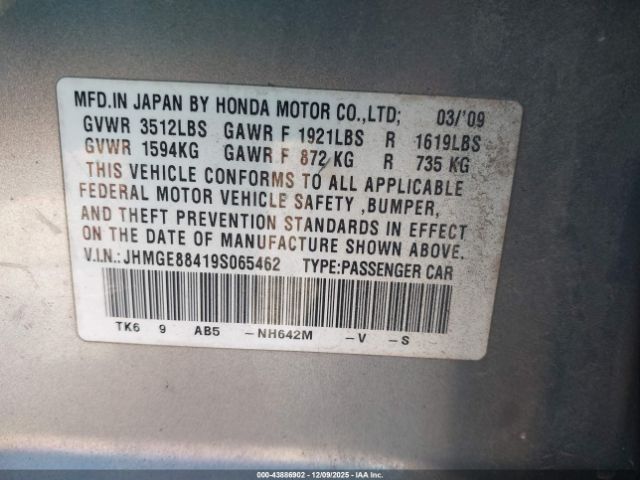 MFD.IN JAPAN BY HONDA MOTOR CO.,LTD; 03/'09
GVWR 3512LBS GAWR F 1921LBS R 1619LBS
GVWR 1594KG GAWR F 872 KG R 735 KG
THIS VEHICLE CONFORMS TO ALL APPLICABLE
FEDERAL MOTOR VEHICLE SAFETY ,BUMPER,
AND THEFT PREVENTION STANDARDS IN EFFECT
ON THE DATE OF MANUFACTURE SHOWN ABOVE.
V.I.N.:JHMGE88419S065462 TYPE:PASSENGER CAR
TK6 9 AB5 -NH642M -V -S
000-43886902 - 12/09/2025 - IAAI, Inc.